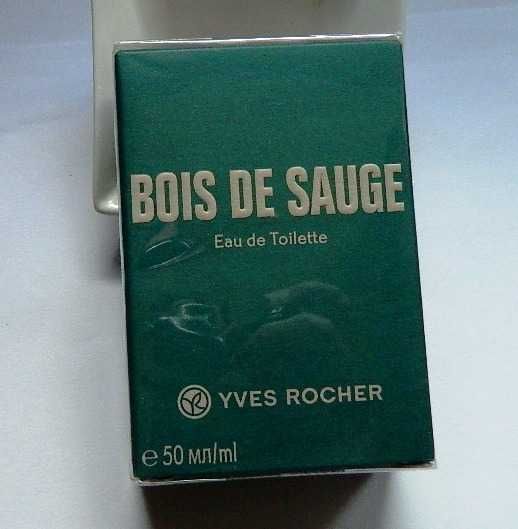 BOIS DE SAUGE
Eau de Toilette
YVES ROCHER
℮ 50 мл/ml